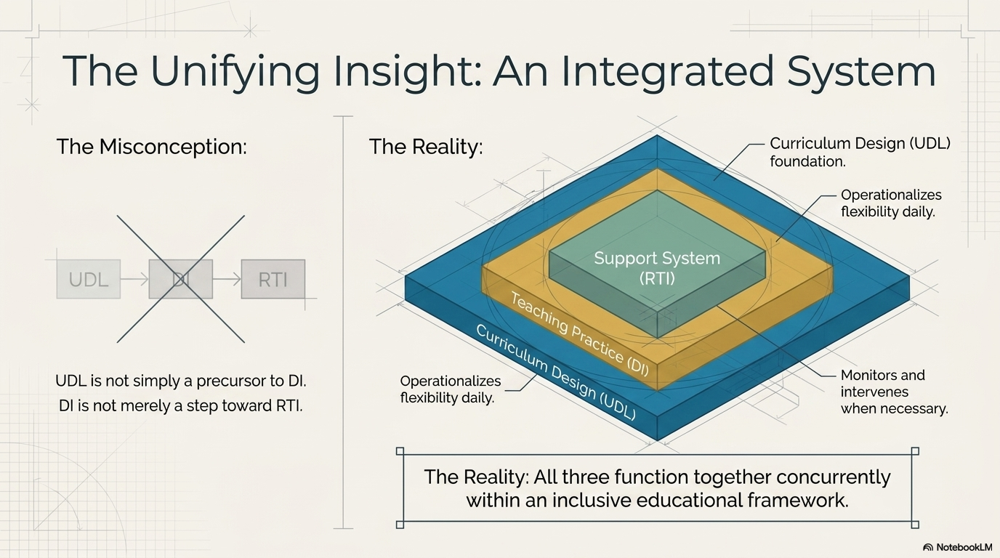 The Unifying Insight: An Integrated System
The Misconception:
UDL
DI
RTI
UDL is not simply a precursor to DI.
DI is not merely a step toward RTI.
The Reality:
Curriculum Design (UDL)
foundation.
Operationalizes
flexibility daily.
Support System
(RTI)
Teaching Practice (DI)
Curriculum Design (UDL)
Operationalizes
flexibility daily.
Monitors and
intervenes
when necessary.
The Reality: All three function together concurrently
within an inclusive educational framework.
NotebookLM